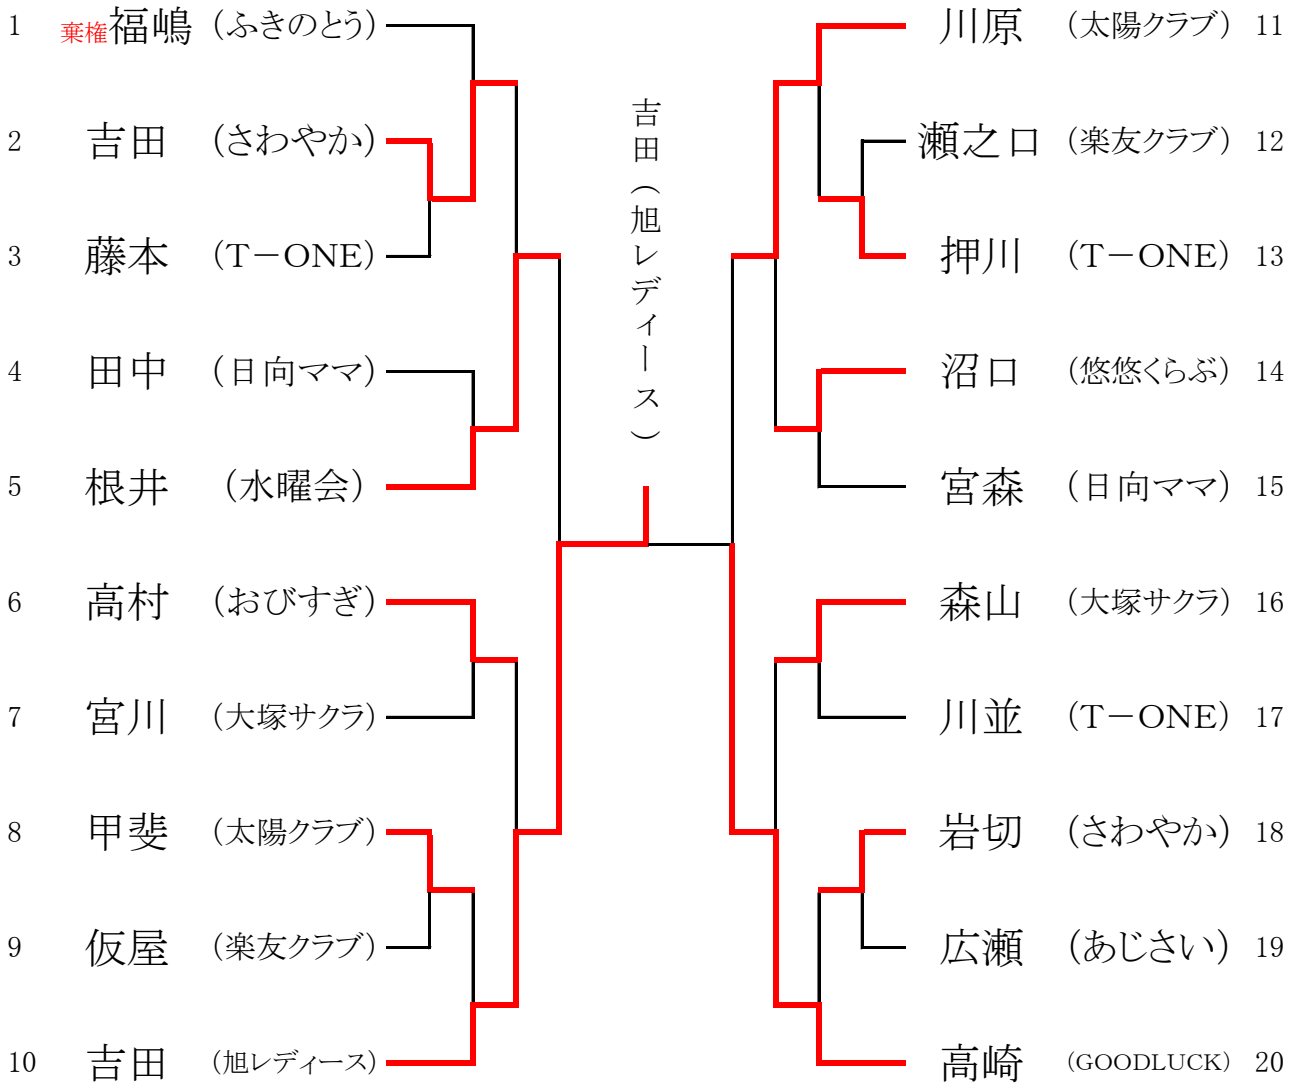 1 棄権福嶋 (ふきのとう)
2 吉田 (さわやか)
3 藤本 (T－ONE)
4 田中 (日向ママ)
5 根井 (水曜会)
6 高村 (おびすぎ)
7 宮川 (大塚サクラ)
8 甲斐 (太陽クラブ)
9 仮屋 (楽友クラブ)
10 吉田 (旭レディース)
吉田(旭レディース)
川原 (太陽クラブ) 11
瀬之口 (楽友クラブ) 12
押川 (T－ONE) 13
沼口 (悠悠くらぶ) 14
宮森 (日向ママ) 15
森山 (大塚サクラ) 16
川並 (T－ONE) 17
岩切 (さわやか) 18
広瀬 (あじさい) 19
高崎 (GOODLUCK) 20